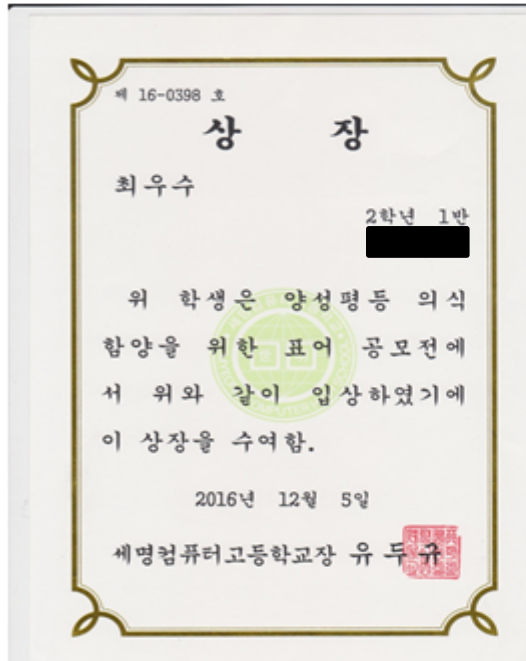 제 16-0398 호
상 장
최우수
2학년 1반
위 학생은 양성평등 의식
함양을 위한 표어 공모전에
서 위와 같이 입상하였기에
이 상장을 수여함.
2016년 12월 5일
세명컴퓨터고등학교장 유두규